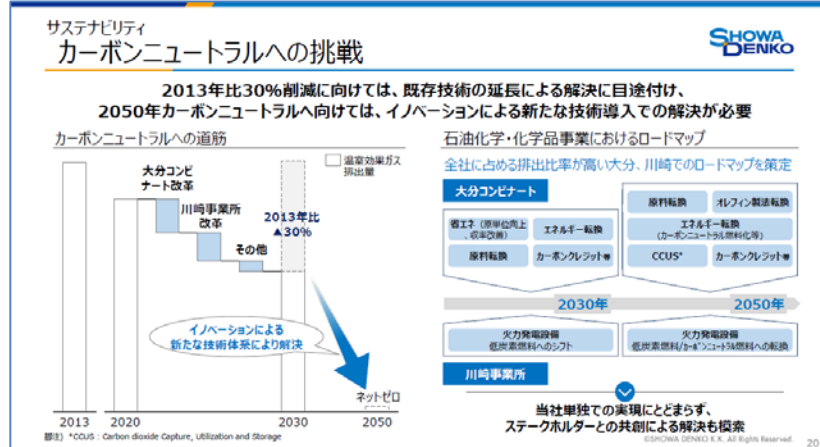 サステナビリティ
カーボンニュートラルへの挑戦
SHOWA
DENKO
2013年比30%削減に向けては、既存技術の延長による解決に目途付け、
2050年カーボンニュートラルへ向けては、イノベーションによる新たな技術導入での解決が必要
カーボンニュートラルへの道筋
温室効果ガス
排出量
大分コンビ
ナート改革
川崎事業所
改革
その他
2013年比
▲30%
イノベーションによる
新たな技術体系により解決
ネットゼロ
2013
2020
2030
2050
石油化学・化学品事業におけるロードマップ
全社に占める排出比率が高い大分、川崎でのロードマップを策定
大分コンビナート
省エネ（原単位向上
、収率改善）
エネルギー転換
原料転換
カーボンクレジット等
原料転換
オレフィン製法転換
エネルギー転換
(カーボンニュートラル燃料化等)
CCUS*
カーボンクレジット等
2030年
2050年
火力発電設備
低炭素燃料へのシフト
火力発電設備
低炭素燃料/カーボンニュートラル燃料への転換
川崎事業所
当社単独での実現にとどまらず、
ステークホルダーとの共創による解決も模索
*CCUS : Carbon dioxide Capture, Utilization and Storage
©SHOWA DENKO K.K. All Rights Reserved.
20